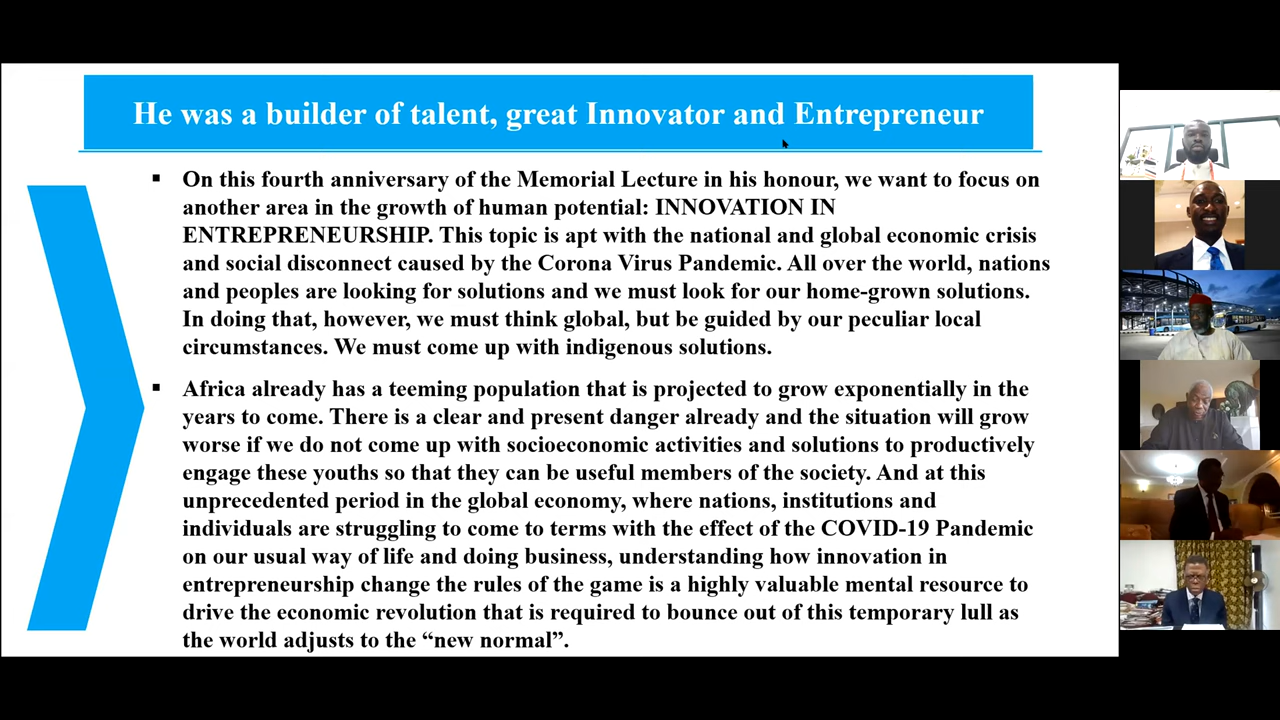 He was a builder of talent, great Innovator and Entrepreneur
▪ On this fourth anniversary of the Memorial Lecture in his honour, we want to focus on
another area in the growth of human potential: INNOVATION IN
ENTREPRENEURSHIP. This topic is apt with the national and global economic crisis
and social disconnect caused by the Corona Virus Pandemic. All over the world, nations
and peoples are looking for solutions and we must look for our home-grown solutions.
In doing that, however, we must think global, but be guided by our peculiar local
circumstances. We must come up with indigenous solutions.
▪ Africa already has a teeming population that is projected to grow exponentially in the
years to come. There is a clear and present danger already and the situation will grow
worse if we do not come up with socioeconomic activities and solutions to productively
engage these youths so that they can be useful members of the society. And at this
unprecedented period in the global economy, where nations, institutions and
individuals are struggling to come to terms with the effect of the COVID-19 Pandemic
on our usual way of life and doing business, understanding how innovation in
entrepreneurship change the rules of the game is a highly valuable mental resource to
drive the economic revolution that is required to bounce out of this temporary lull as
the world adjusts to the “new normal”.